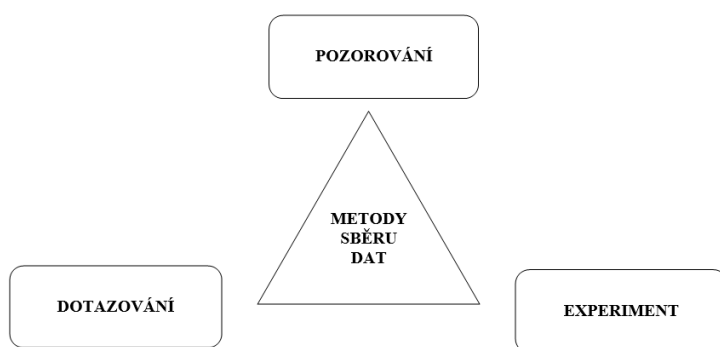 POZOROVÁNÍ
METODY
SBĚRU
DAT
DOTAZOVÁNÍ
EXPERIMENT